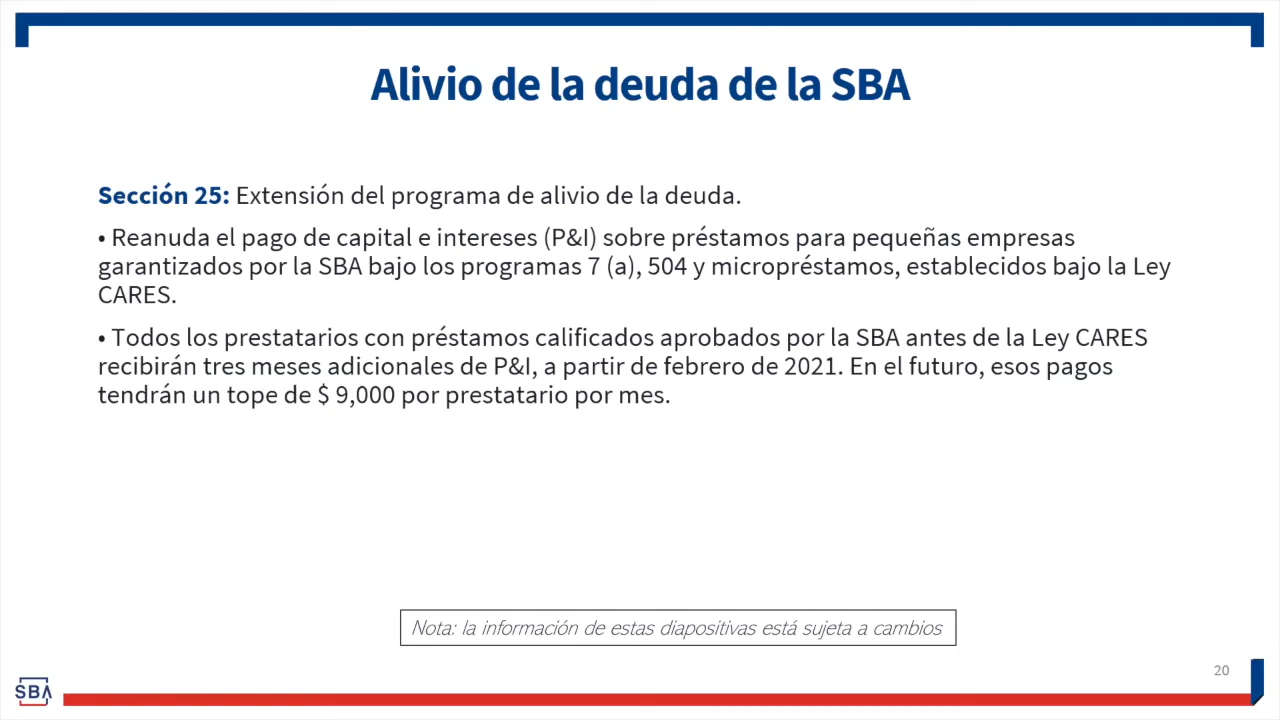 Alivio de la deuda de la SBA
Sección 25: Extensión del programa de alivio de la deuda.
• Reanuda el pago de capital e intereses (P&I) sobre préstamos para pequeñas empresas
garantizados por la SBA bajo los programas 7 (a), 504 y micropréstamos, establecidos bajo la Ley
CARES.
• Todos los prestatarios con préstamos calificados aprobados por la SBA antes de la Ley CARES
recibirán tres meses adicionales de P&I, a partir de febrero de 2021. En el futuro, esos pagos
tendrán un tope de $ 9,000 por prestatario por mes.
Nota: la información de estas diapositivas está sujeta a cambios
20
SBA